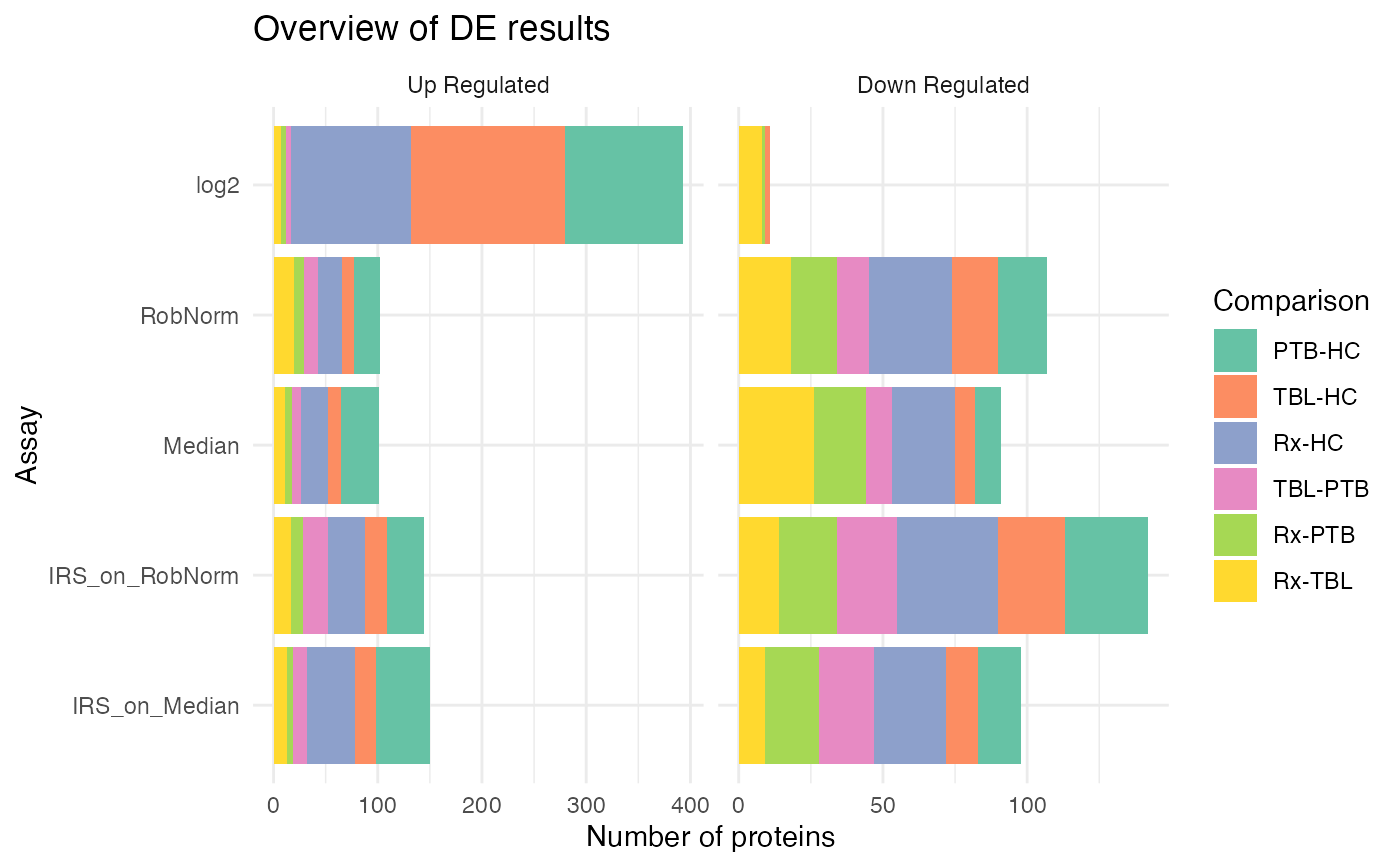 Overview of DE results
Up Regulated
Down Regulated
Assay
log2
RobNorm
Median
IRS_on_RobNorm
IRS_on_Median
0 100 200 300 400
0 50 100
Number of proteins
Comparison
PTB-HC
TBL-HC
Rx-HC
TBL-PTB
Rx-PTB
Rx-TBL